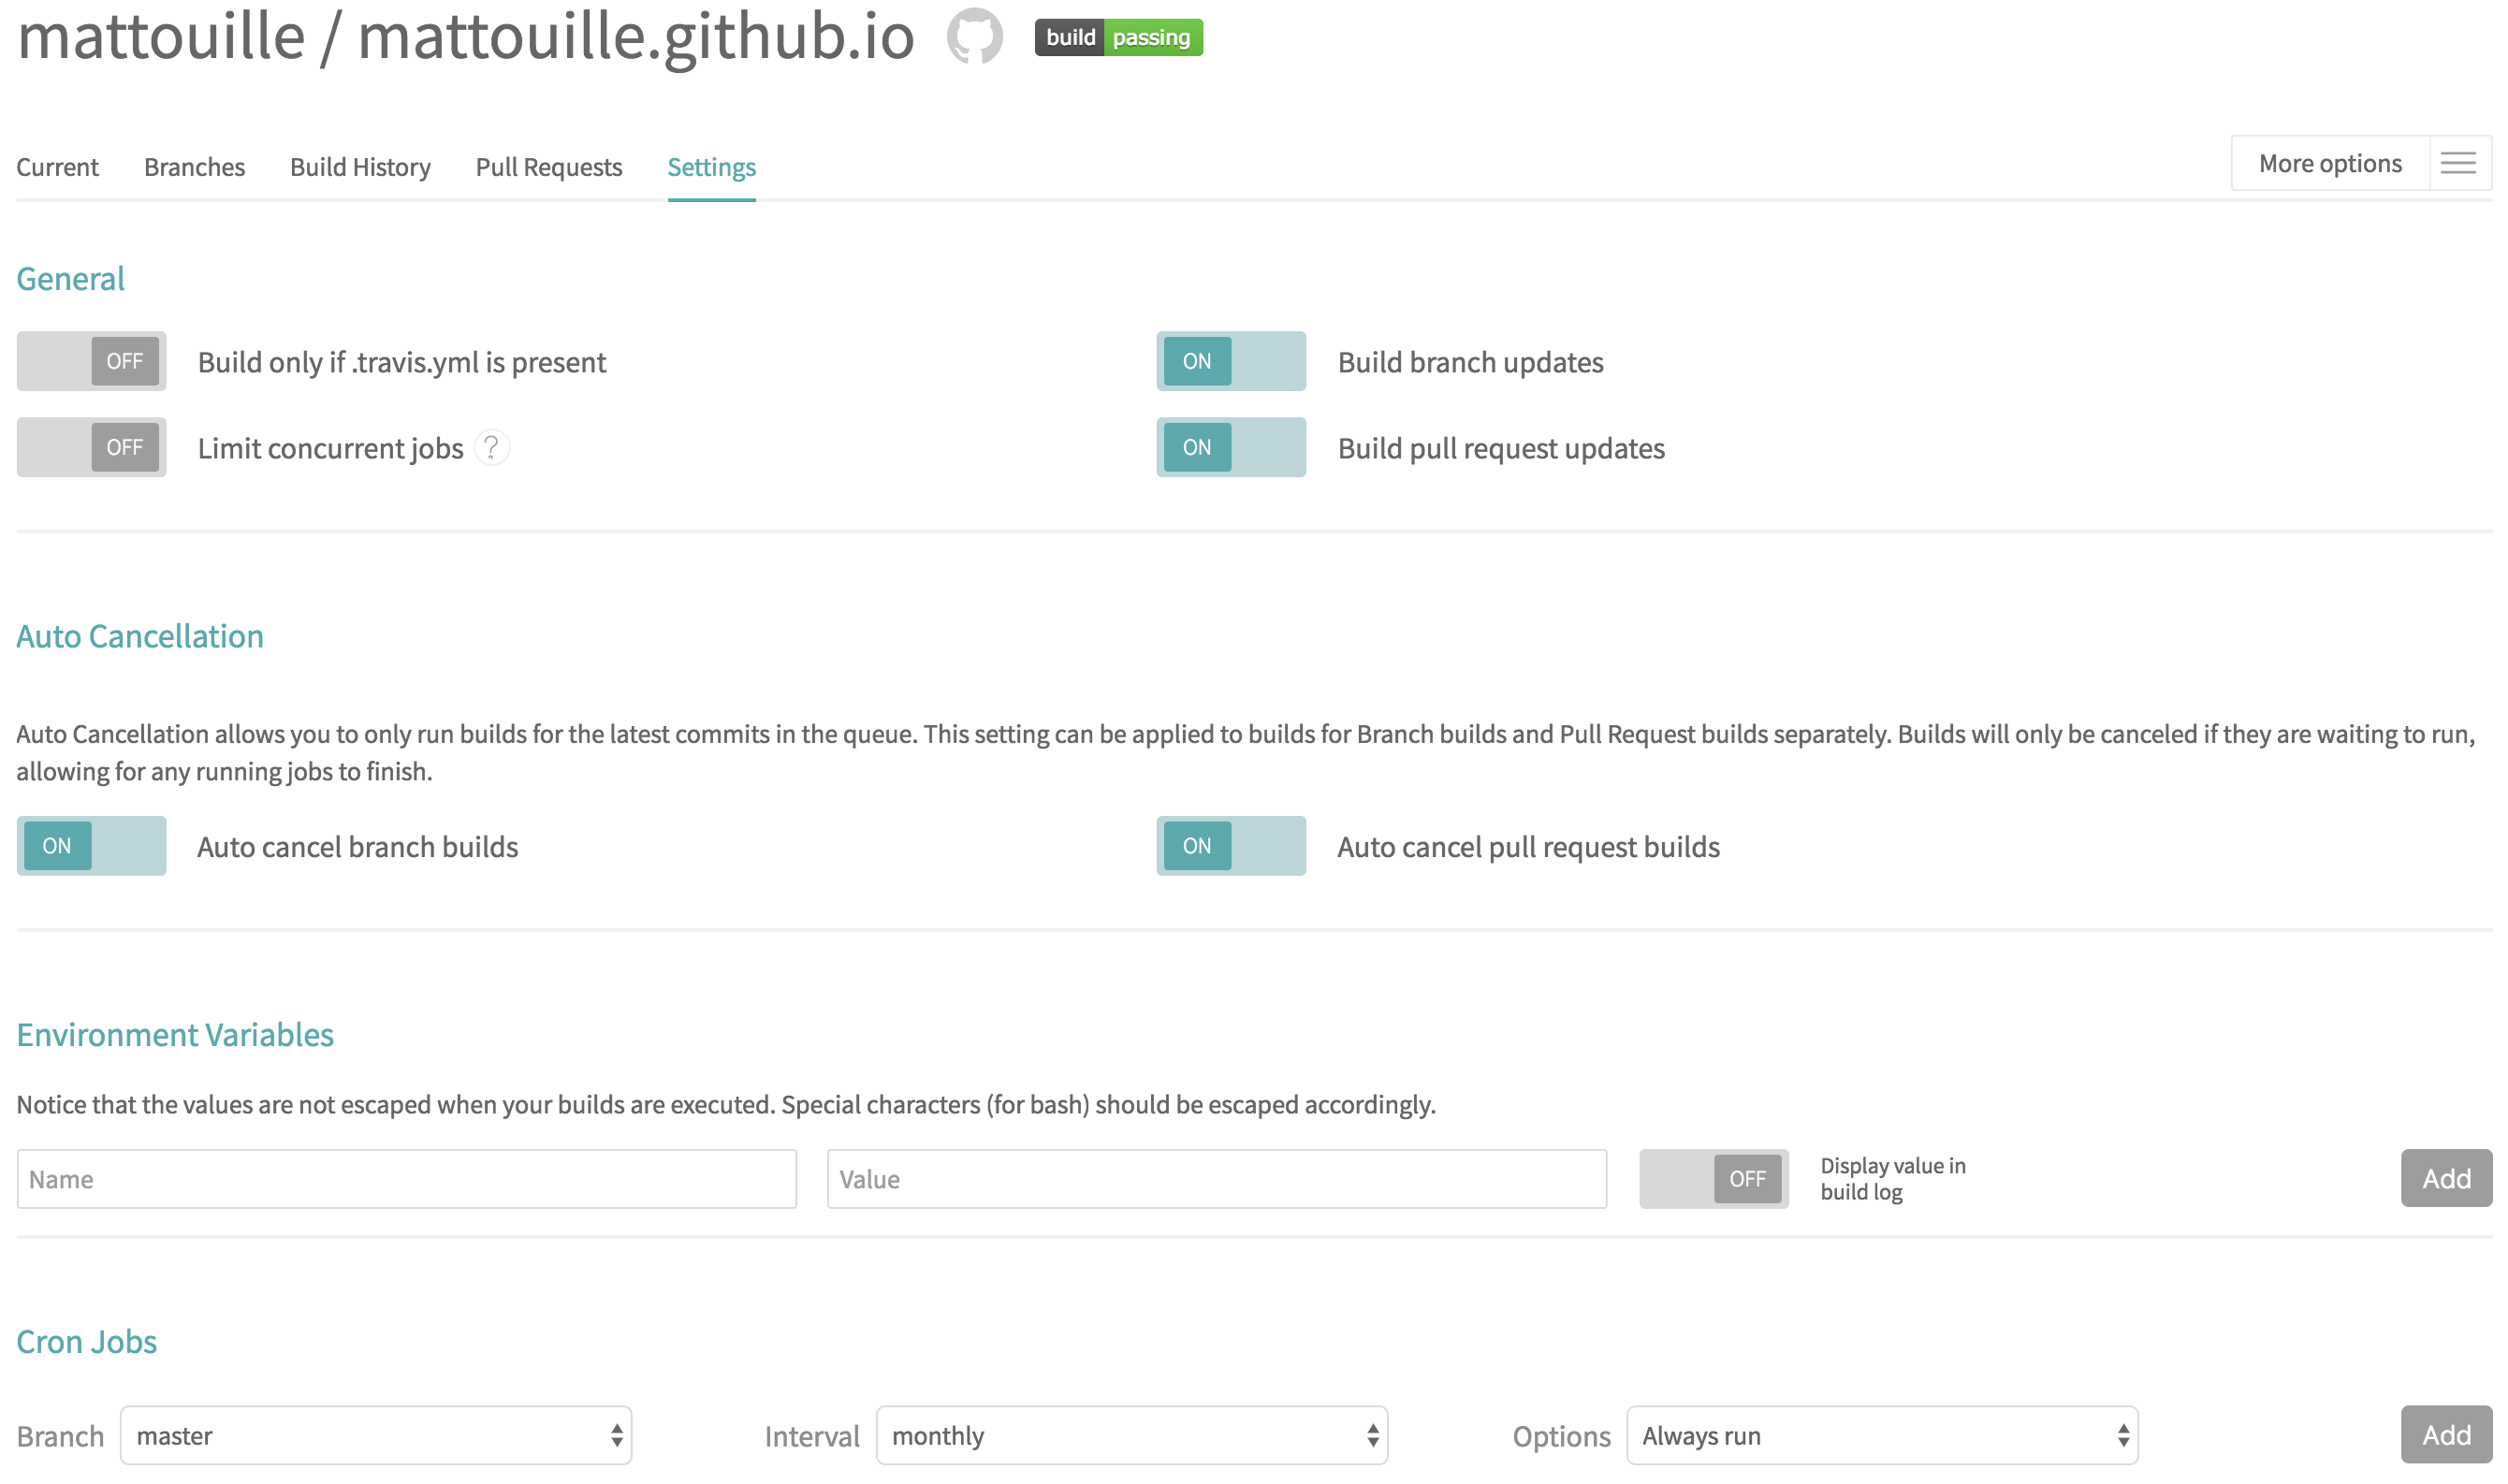 mattouille / mattouille.github.io build passing
Current Branches Build History Pull Requests Settings More options
General
OFF Build only if .travis.yml is present ON Build branch updates
OFF Limit concurrent jobs ? ON Build pull request updates
Auto Cancellation
Auto Cancellation allows you to only run builds for the latest commits in the queue. This setting can be applied to builds for Branch builds and Pull Request builds separately. Builds will only be canceled if they are waiting to run,
allowing for any running jobs to finish.
ON Auto cancel branch builds ON Auto cancel pull request builds
Environment Variables
Notice that the values are not escaped when your builds are executed. Special characters (for bash) should be escaped accordingly.
Name Value OFF Display value in
build log
Add
Cron Jobs
Branch master Interval monthly Options Always run Add